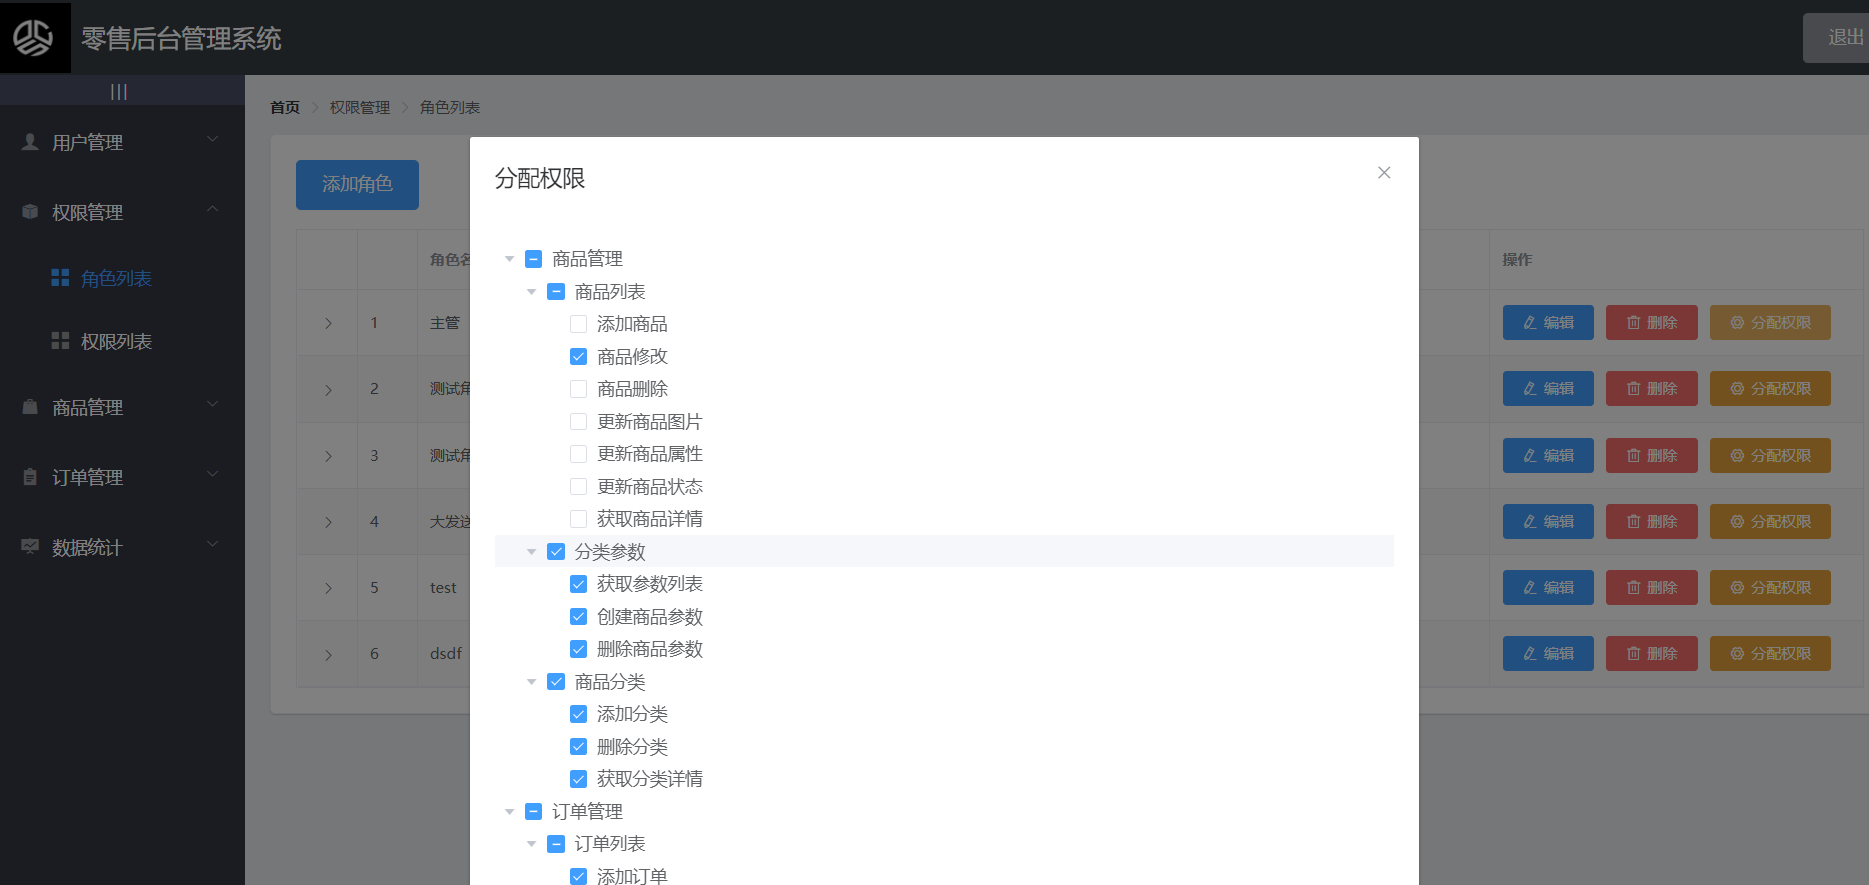 零售后台管理系统
退出
|||
首页 > 权限管理 > 角色列表
用户管理
权限管理
角色列表
权限列表
商品管理
订单管理
数据统计
添加角色
角色名
操作
1 主管 编辑 删除 分配权限
2 测试角 编辑 删除 分配权限
3 测试角 编辑 删除 分配权限
4 大发送 编辑 删除 分配权限
5 test 编辑 删除 分配权限
6 dsdf 编辑 删除 分配权限
分配权限
商品管理
商品列表
添加商品
商品修改
商品删除
更新商品图片
更新商品属性
更新商品状态
获取商品详情
分类参数
获取参数列表
创建商品参数
删除商品参数
商品分类
添加分类
删除分类
获取分类详情
订单管理
订单列表
添加订单